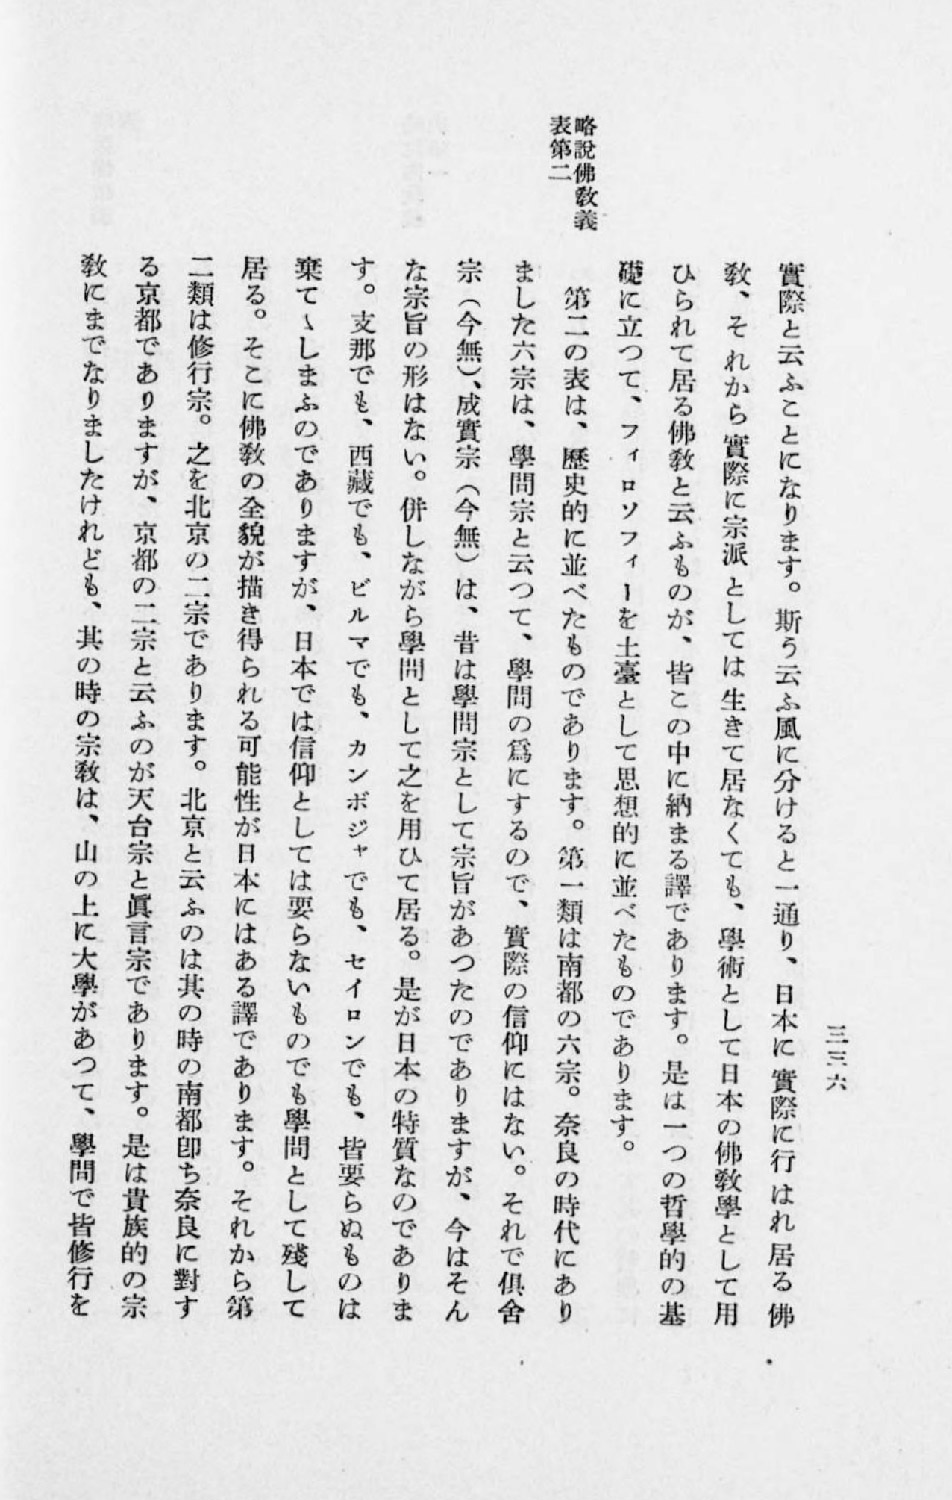 三三六
實際と云ふことになります。斯う云ふ風に分けると一通り、日本に實際に行はれ居る佛
敎、それから實際に宗派としては生きて居なくても、學術として日本の佛敎學として用
ひられて居る佛敎と云ふものが、皆この中に納まる譯であります。是は一つの哲學的の基
礎に立つて、フィロソフィーを土臺として思想的に並べたものであります。
略說佛敎義
表第二
第二の表は、歷史的に並べたものであります。第一類は南都の六宗。奈良の時代にあり
ました六宗は、學問宗と云つて、學問の爲にするので、實際の信仰にはない。それで俱舍
宗（今無）、成實宗（今無）は、昔は學問宗として宗旨があつたのでありますが、今はそん
な宗旨の形はない。併しながら學問として之を用ひて居る。是が日本の特質なのでありま
す。支那でも、西藏でも、ビルマでも、カンボジャでも、セイロンでも、皆要らぬものは
棄てゝしまふのでありますが、日本では信仰としては要らないものでも學問として殘して
居る。そこに佛敎の全貌が描き得られる可能性が日本にはある譯であります。それから第
二類は修行宗。之を北京の二宗であります。北京と云ふのは其の時の南都卽ち奈良に對す
る京都でありますが、京都の二宗と云ふのが天台宗と眞言宗であります。是は貴族的の宗
敎にまでなりましたけれども、其の時の宗敎は、山の上に大學があつて、學問で皆修行を